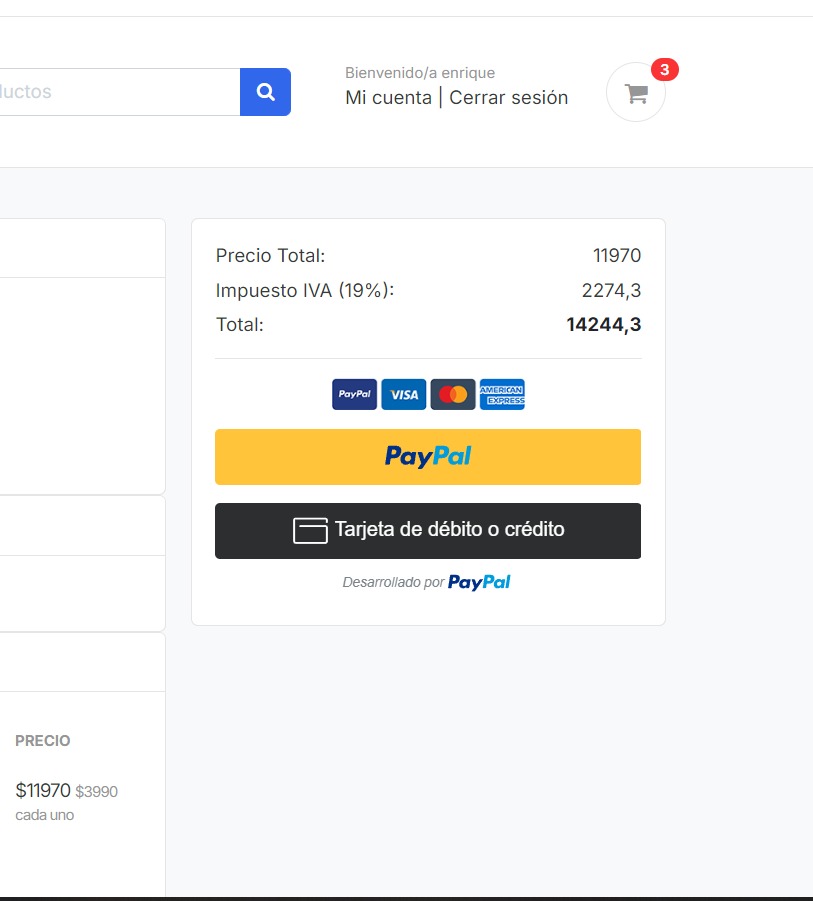 ductos
Bienvenido/a enrique
Mi cuenta | Cerrar sesión
3
Precio Total: 11970
Impuesto IVA (19%): 2274,3
Total: 14244,3
PayPal VISA AMERICAN EXPRESS
PayPal
Tarjeta de débito o crédito
Desarrollado por PayPal
PRECIO
$11970 $3990
cada uno